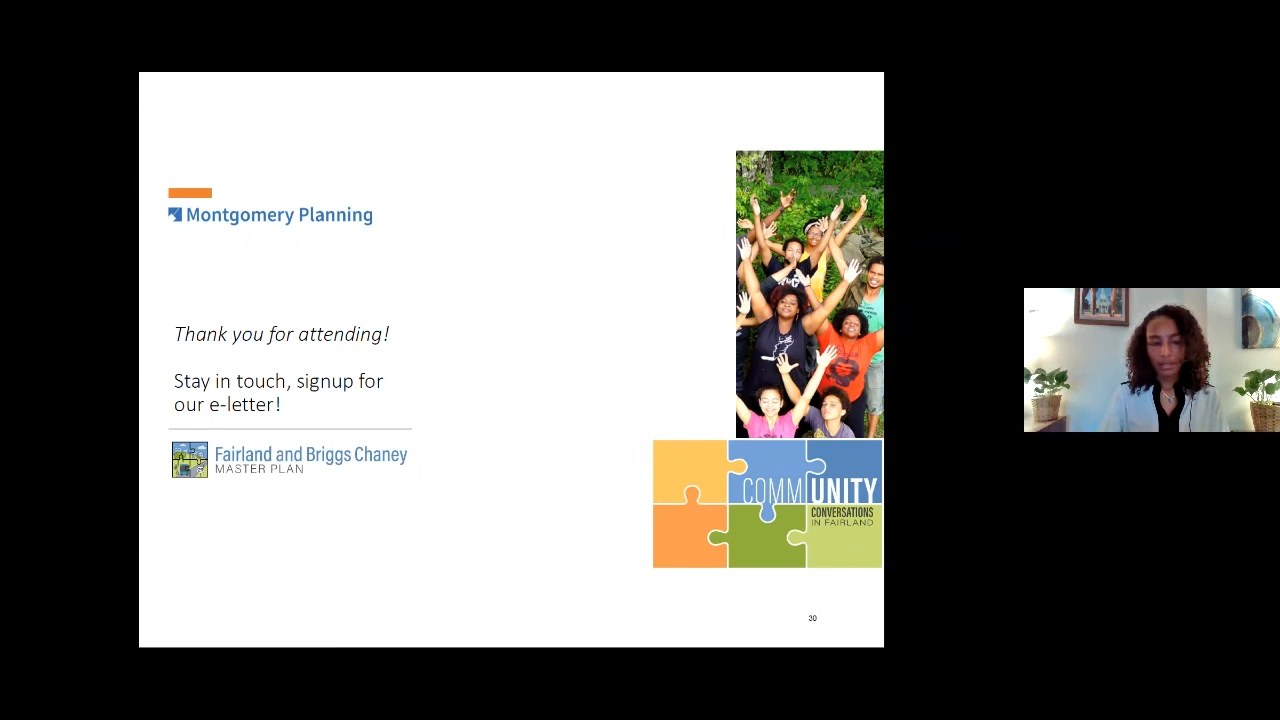 Montgomery Planning
Thank you for attending!
Stay in touch, signup for
our e-letter!
Fairland and Briggs Chaney
MASTER PLAN
COMMUNITY
CONVERSATIONS
IN FAIRLAND
30